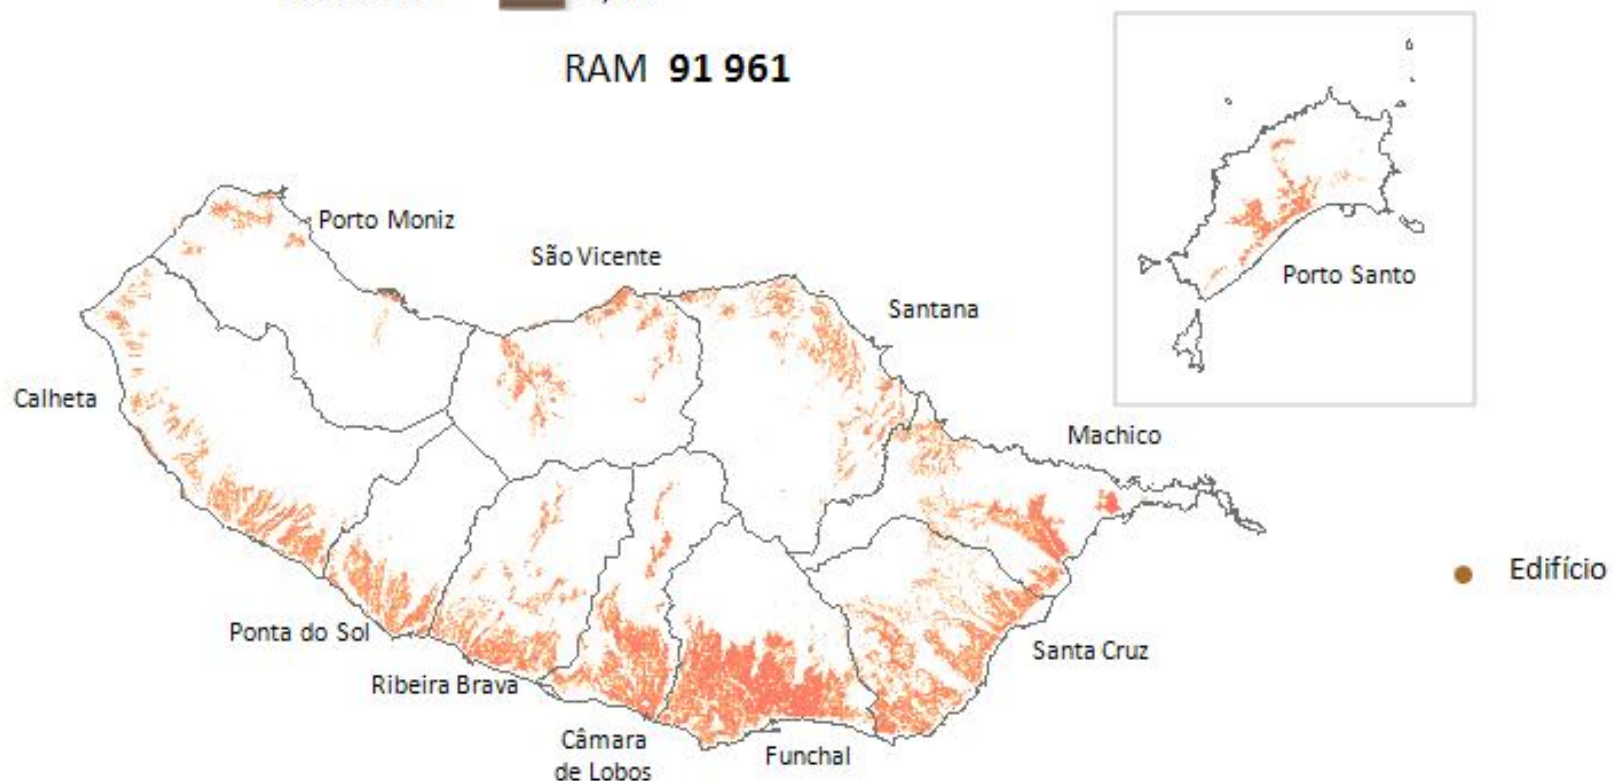 RAM 91 961
Porto Moniz
São Vicente
Santana
Porto Santo
Calheta
Machico
Edifício
Ponta do Sol
Santa Cruz
Ribeira Brava
Câmara
de Lobos
Funchal